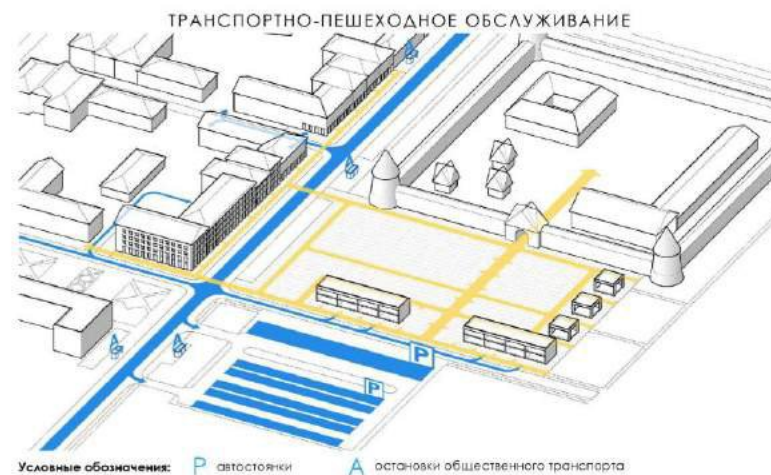 ТРАНСПОРТНО-ПЕШЕХОДНОЕ ОБСЛУЖИВАНИЕ
А
А
Р
Р
А
А
Условные обозначения: Р автостоянки А остановки общественного транспорта